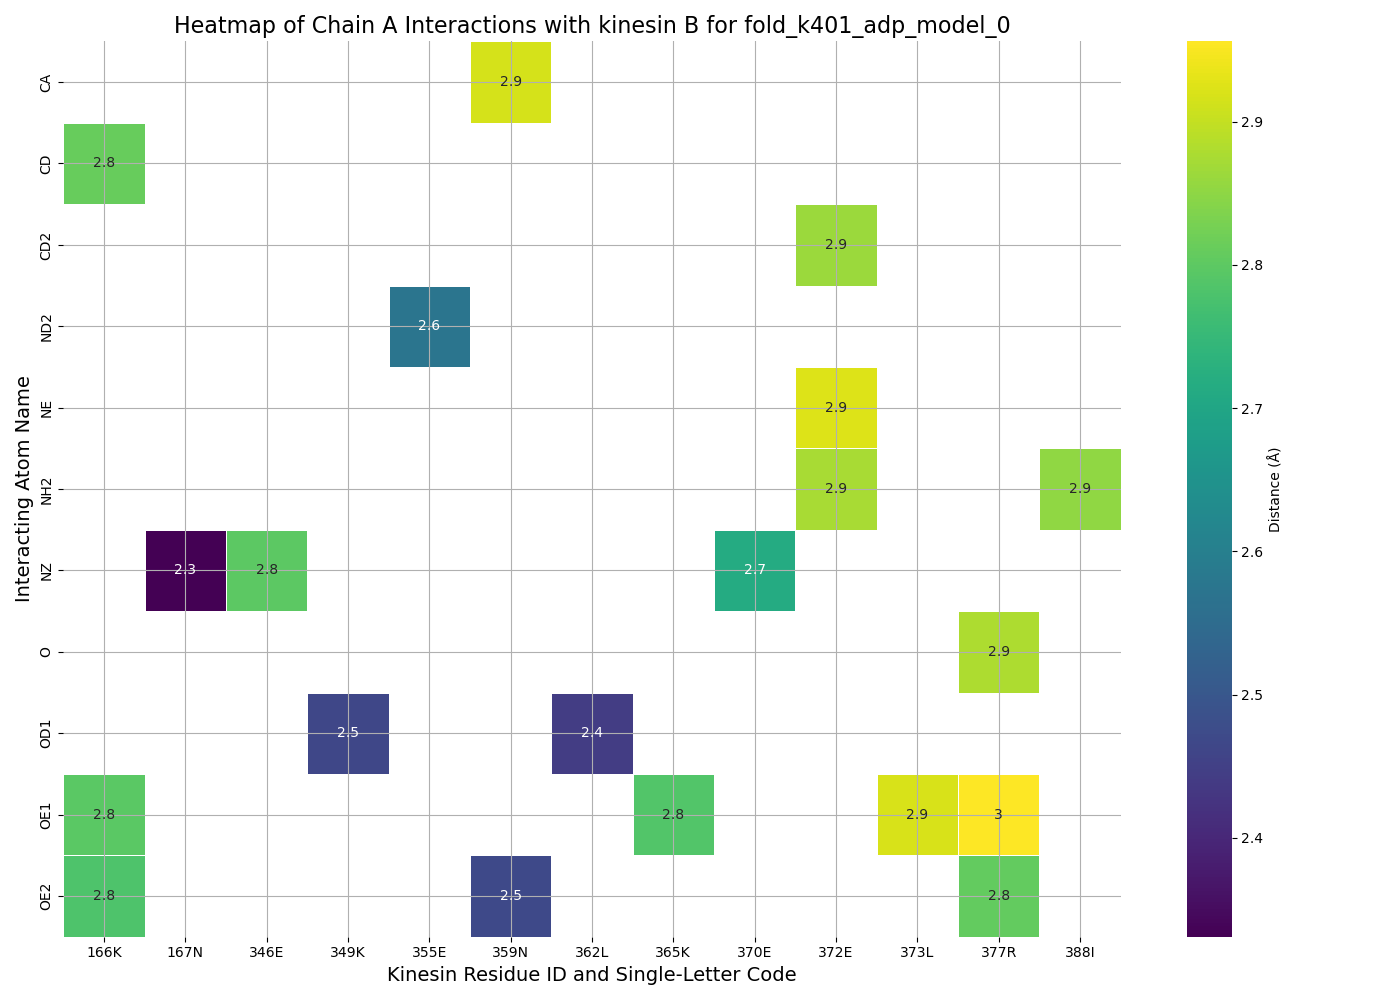 Heatmap of Chain A Interactions with kinesin B for fold_k401_adp_model_0
Interacting Atom Name
CA
CD
CD2
ND2
NE
NH2
NZ
O
OD1
OE1
OE2
2.9
2.8
2.9
2.6
2.9
2.9 2.9
2.3 2.8 2.7
2.9
2.5 2.4
2.8 2.8 2.9 3
2.8 2.5 2.8
166K 167N 346E 349K 355E 359N 362L 365K 370E 372E 373L 377R 388I
Kinesin Residue ID and Single-Letter Code
2.9
2.8
2.7
2.6
2.5
2.4
Distance (Å)